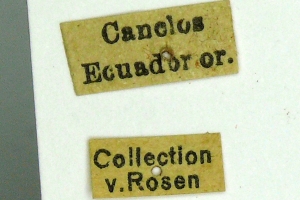 Canelos
Ecuador or.
Collection
v. Rosen